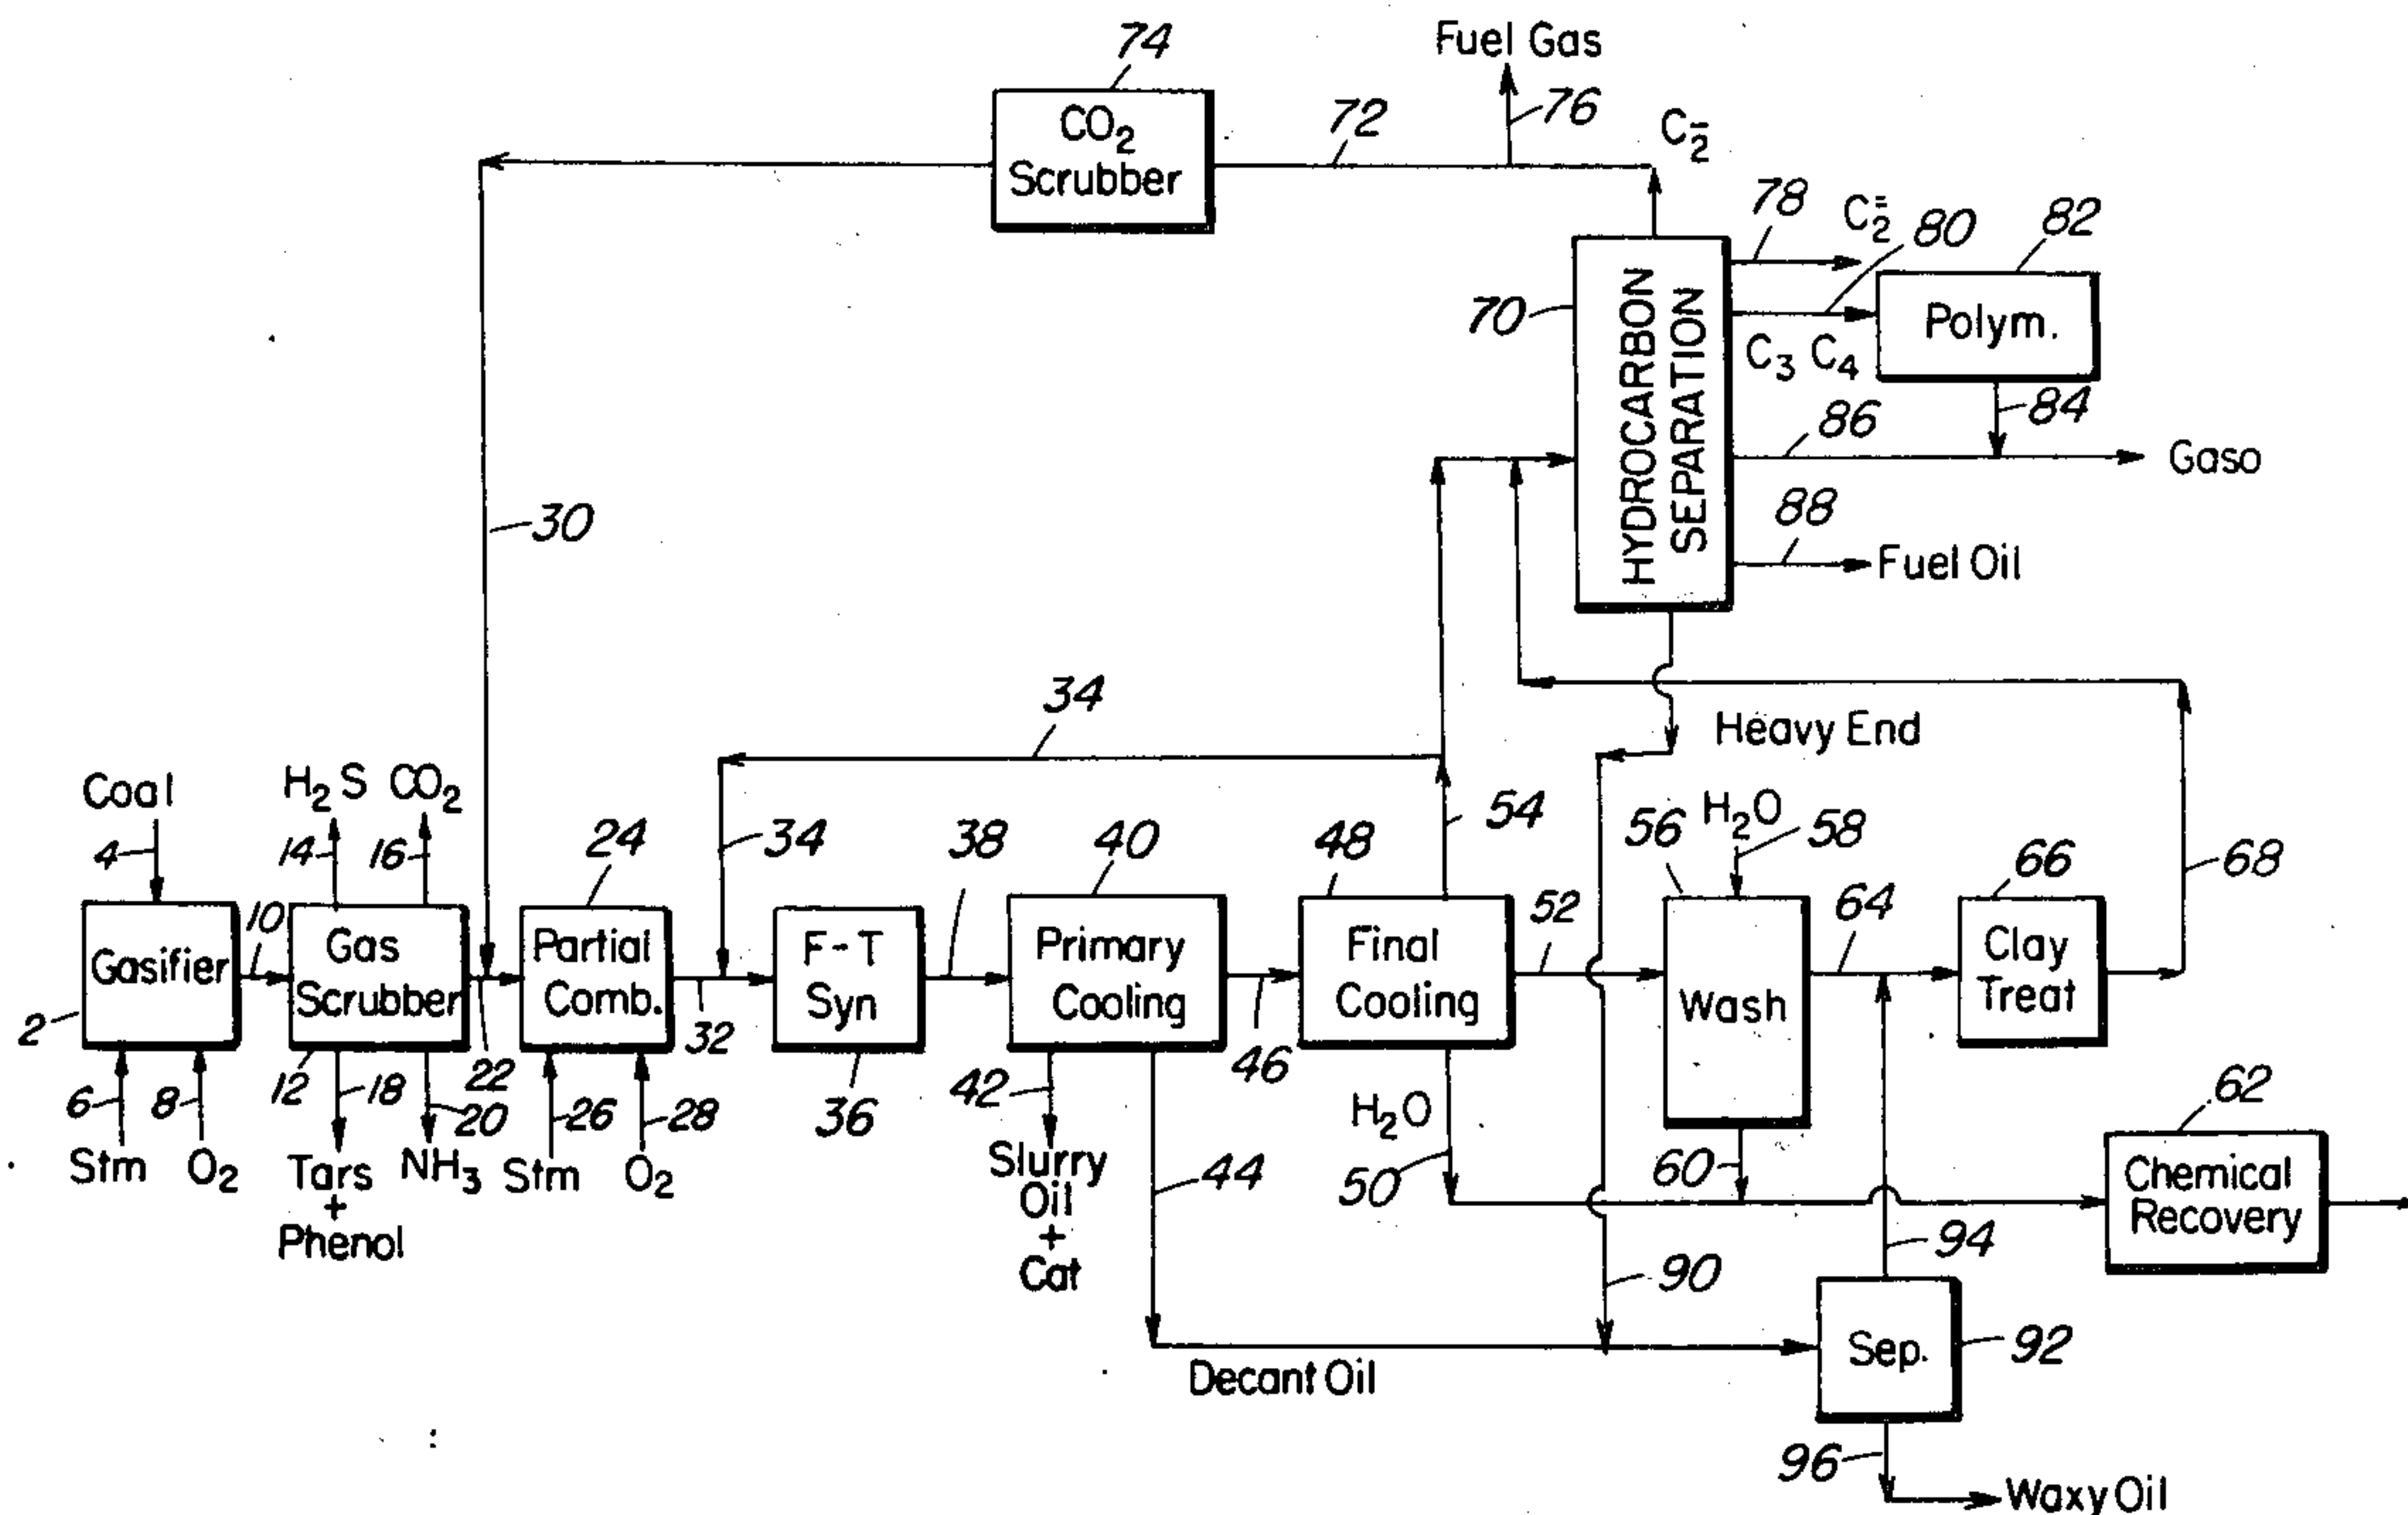 74
Fuel Gas
CO2
Scrubber
72
76
C2-
78
C2=
80
82
70
HYDROCARBON
SEPARATION
Polym.
C3 C4
84
86
Gaso
30
88
Fuel Oil
34
Heavy End
Coal
H2S
CO2
4
14
16
24
34
38
40
48
54
56
H2O
58
66
68
10
52
64
Gasifier
Gas
Scrubber
Partial
Comb.
F-T
Syn
Primary
Cooling
Final
Cooling
Wash
Clay
Treat
2
32
46
6
8
12
18
22
20
26
28
36
42
H2O
60
62
Stm
O2
Tars
+
Phenol
NH3
Stm
O2
Slurry
Oil
+
Cat
44
50
Chemical
Recovery
90
94
Decant Oil
Sep.
92
96
Waxy Oil